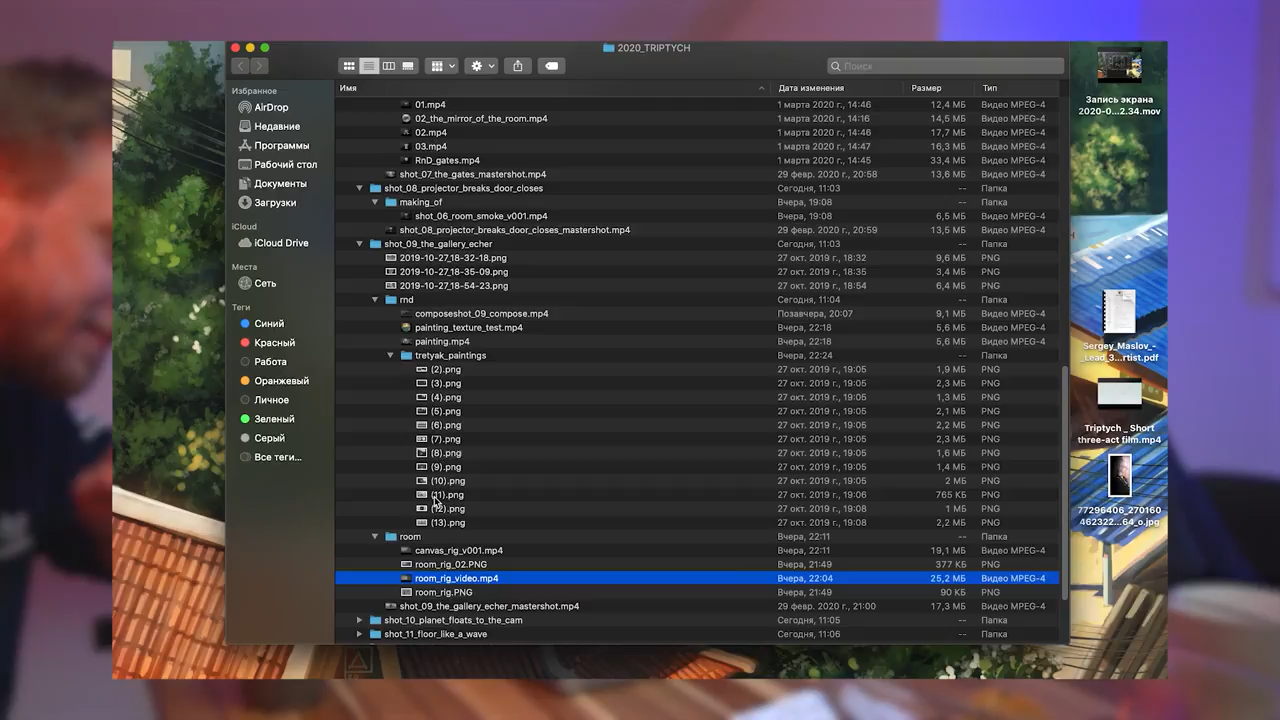 2020_TRIPTYCH
Поиск
Избранное
AirDrop
Недавние
Программы
Рабочий стол
Документы
Загрузки
iCloud
iCloud Drive
Места
Сеть
Теги
Синий
Красный
Работа
Оранжевый
Личное
Зеленый
Серый
Все теги...
Имя Дата изменения Размер Тип
01.mp4 1 марта 2020 г., 14:46 12,4 МБ Видео MPEG-4
02_the_mirror_of_the_room.mp4 1 марта 2020 г., 14:16 14,5 МБ Видео MPEG-4
02.mp4 1 марта 2020 г., 14:46 17,7 МБ Видео MPEG-4
03.mp4 1 марта 2020 г., 14:47 16,3 МБ Видео MPEG-4
RnD_gates.mp4 1 марта 2020 г., 14:45 33,4 МБ Видео MPEG-4
shot_07_the_gates_mastershot.mp4 29 февр. 2020 г., 20:58 13,6 МБ Видео MPEG-4
shot_08_projector_breaks_door_closes Сегодня, 11:03 -- Папка
making_of Вчера, 19:08 -- Папка
shot_06_room_smoke_v001.mp4 Вчера, 19:08 6,5 МБ Видео MPEG-4
shot_08_projector_breaks_door_closes_mastershot.mp4 29 февр. 2020 г., 20:59 13,5 МБ Видео MPEG-4
shot_09_the_gallery_echer Сегодня, 11:03 -- Папка
2019-10-27_18-32-18.png 27 окт. 2019 г., 18:32 9,6 МБ PNG
2019-10-27_18-35-09.png 27 окт. 2019 г., 18:35 3,4 МБ PNG
2019-10-27_18-54-23.png 27 окт. 2019 г., 18:54 6,4 МБ PNG
rnd Сегодня, 11:04 -- Папка
composeshot_09_compose.mp4 Позавчера, 20:07 9,1 МБ Видео MPEG-4
painting_texture_test.mp4 Вчера, 22:18 5,6 МБ Видео MPEG-4
painting.mp4 Вчера, 22:18 5,6 МБ Видео MPEG-4
tretyak_paintings Вчера, 22:24 -- Папка
(2).png 27 окт. 2019 г., 19:05 1,9 МБ PNG
(3).png 27 окт. 2019 г., 19:05 2,3 МБ PNG
(4).png 27 окт. 2019 г., 19:05 2,2 МБ PNG
(5).png 27 окт. 2019 г., 19:05 2,1 МБ PNG
(6).png 27 окт. 2019 г., 19:05 2,2 МБ PNG
(7).png 27 окт. 2019 г., 19:05 2,3 МБ PNG
(8).png 27 окт. 2019 г., 19:05 1,6 МБ PNG
(9).png 27 окт. 2019 г., 19:05 1,4 МБ PNG
(10).png 27 окт. 2019 г., 19:05 2 МБ PNG
(11).png 27 окт. 2019 г., 19:06 765 КБ PNG
27 окт. 2019 г., 19:08 1 МБ PNG
(13).png 27 окт. 2019 г., 19:08 2,2 МБ PNG
room Вчера, 22:11 -- Папка
canvas_rig_v001.mp4 Вчера, 22:11 19,1 МБ Видео MPEG-4
room_rig_02.PNG Вчера, 21:49 377 КБ PNG
room_rig_video.mp4 Вчера, 22:04 25,2 МБ Видео MPEG-4
room_rig.PNG Вчера, 21:49 90 КБ PNG
shot_09_the_gallery_echer_mastershot.mp4 29 февр. 2020 г., 21:00 17,3 МБ Видео MPEG-4
shot_10_planet_floats_to_the_cam Сегодня, 11:05 -- Папка
shot_11_floor_like_a_wave Сегодня, 11:06 -- Папка
Запись экрана
2020-0...2.34.mov
Sergey_Maslov_-
_Lead_3...rtist.pdf
Triptych _ Short
three-act film.mp4
77296406_270160
462322...64_o.jpg